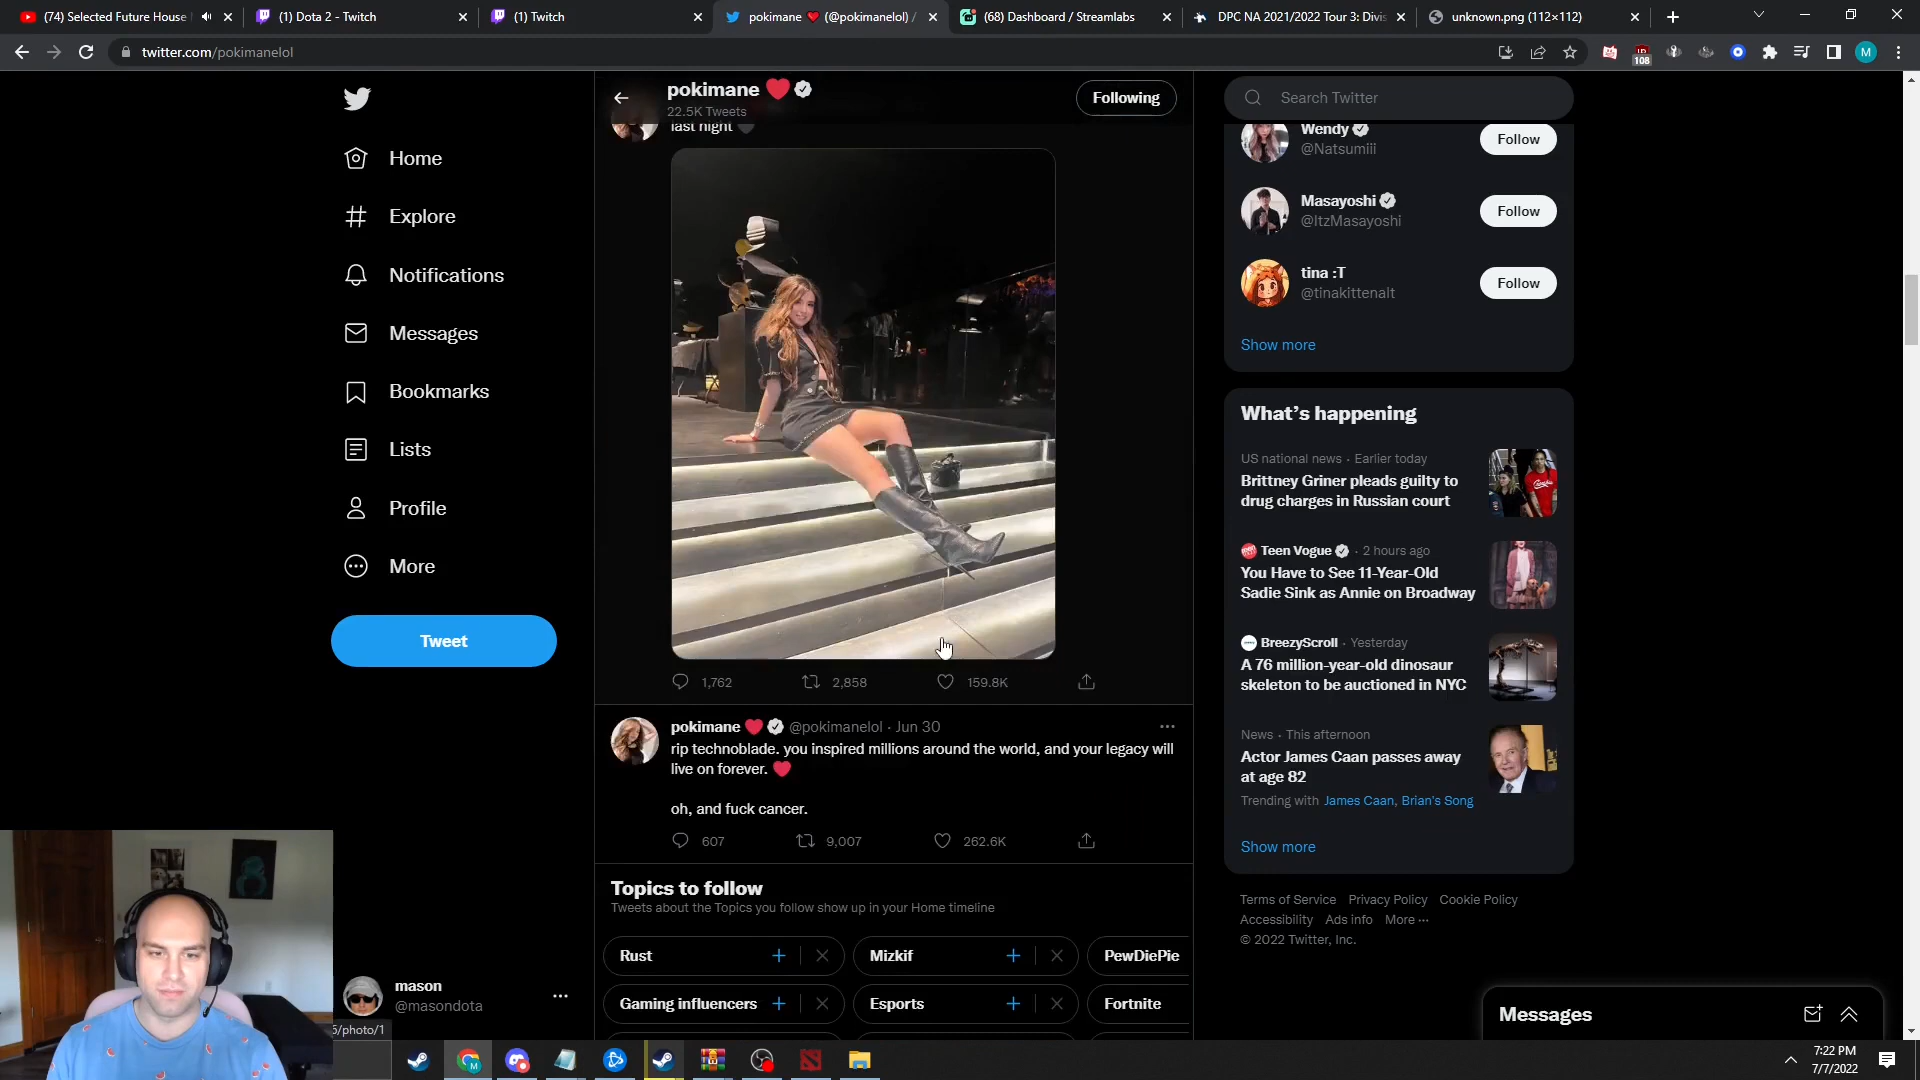 (74) Selected Future House
(1) Dota 2 - Twitch
(1) Twitch
pokimane ❤ (@pokimanelol) /
(68) Dashboard / Streamlabs
DPC NA 2021/2022 Tour 3: Divis
unknown.png (112×112)
twitter.com/pokimanelol
108
M
Home
Explore
Notifications
Messages
Bookmarks
Lists
Profile
More
Tweet
mason
@masondota
5/photo/1
pokimane ❤
22.5K Tweets
Following
last night 🖤
1,762
2,858
159.8K
pokimane ❤ @pokimanelol · Jun 30
rip technoblade. you inspired millions around the world, and your legacy will
live on forever. ❤
oh, and fuck cancer.
607
9,007
262.6K
Topics to follow
Tweets about the Topics you follow show up in your Home timeline
Rust
Mizkif
PewDiePie
Gaming influencers
Esports
Fortnite
Search Twitter
Wendy
@Natsumiii
Follow
Masayoshi
@ItzMasayoshi
Follow
tina :T
@tinakittenalt
Follow
Show more
What's happening
US national news · Earlier today
Brittney Griner pleads guilty to
drug charges in Russian court
Teen Vogue · 2 hours ago
You Have to See 11-Year-Old
Sadie Sink as Annie on Broadway
BreezyScroll · Yesterday
A 76 million-year-old dinosaur
skeleton to be auctioned in NYC
News · This afternoon
Actor James Caan passes away
at age 82
Trending with James Caan, Brian's Song
Show more
Terms of Service Privacy Policy Cookie Policy
Accessibility Ads info More ···
© 2022 Twitter, Inc.
Messages
7:22 PM
7/7/2022